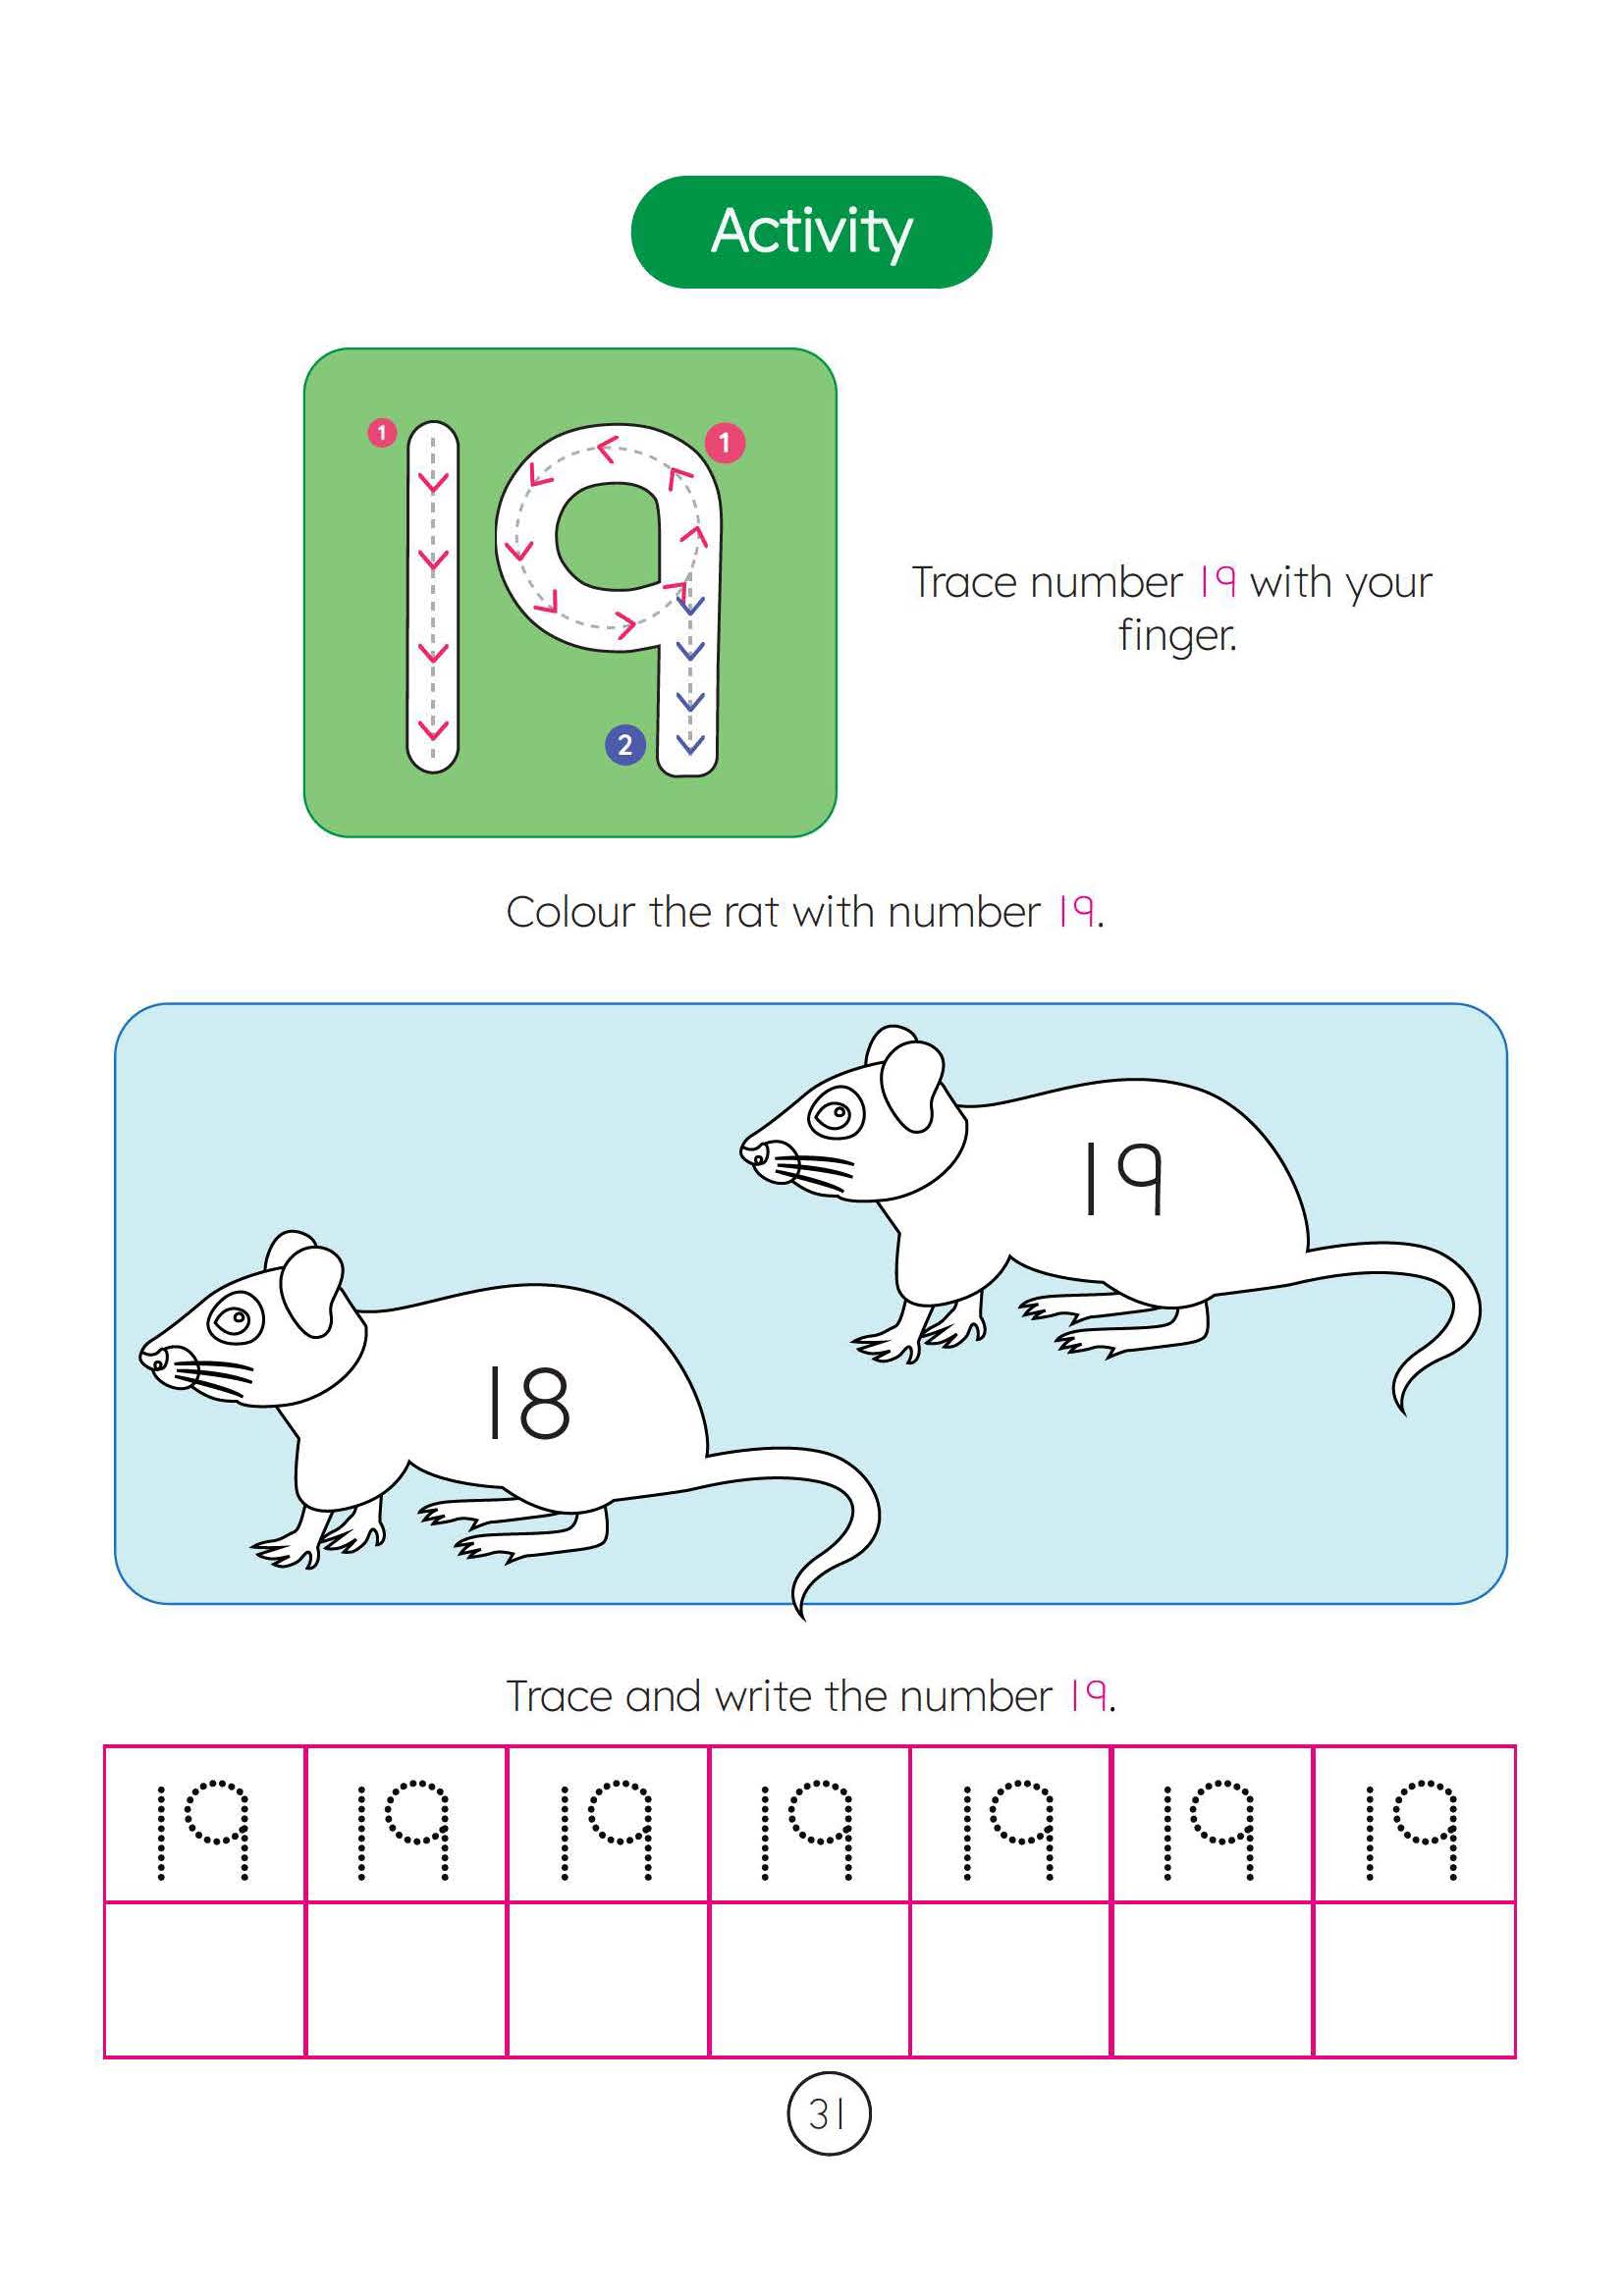 Activity
1 1
2
Trace number 19 with your
finger.
Colour the rat with number 19.
19
18
Trace and write the number 19.
19 19 19 19 19 19 19
31